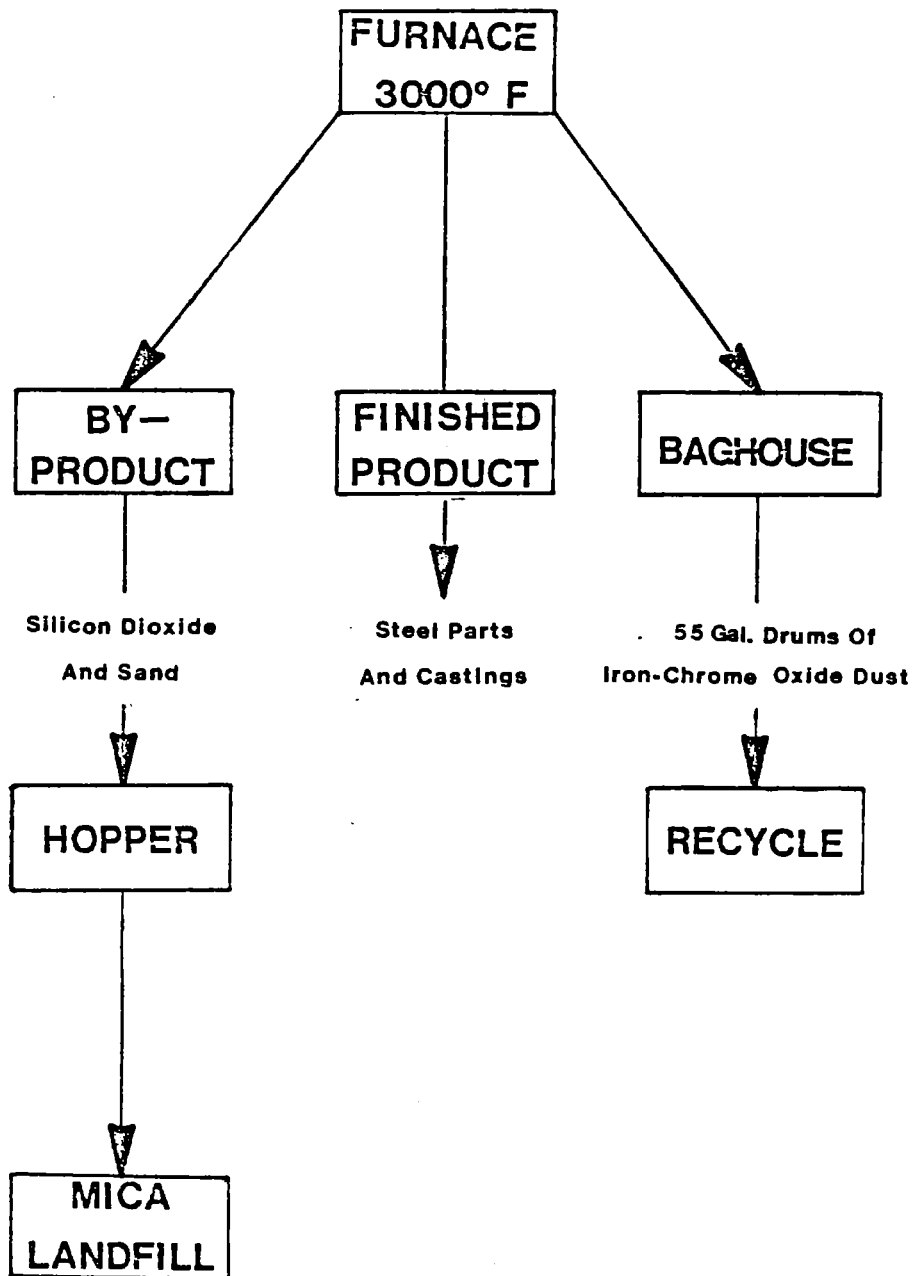 FURNACE
3000° F
BY-
PRODUCT
FINISHED
PRODUCT
BAGHOUSE
Silicon Dioxide
And Sand
Steel Parts
And Castings
55 Gal. Drums Of
Iron-Chrome Oxide Dust
HOPPER
RECYCLE
MICA
LANDFILL